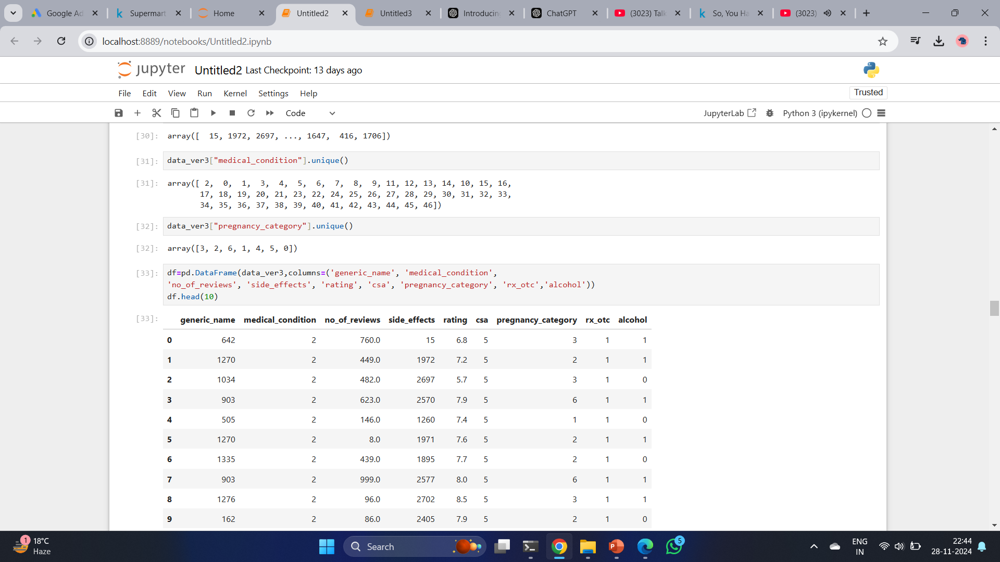 Google Ad
Supermart
Home
Untitled2
Untitled3
Introducing
ChatGPT
(3023) Talk
So, You Ha
(3023)
localhost:8889/notebooks/Untitled2.ipynb
jupyter Untitled2 Last Checkpoint: 13 days ago
File Edit View Run Kernel Settings Help
Trusted
Code
JupyterLab Python 3 (ipykernel)
[30]: array([ 15, 1972, 2697, ..., 1647, 416, 1706])
[31]: data_ver3["medical_condition"].unique()
[31]: array([ 2, 0, 1, 3, 4, 5, 6, 7, 8, 9, 11, 12, 13, 14, 10, 15, 16,
17, 18, 19, 20, 21, 23, 22, 24, 25, 26, 27, 28, 29, 30, 31, 32, 33,
34, 35, 36, 37, 38, 39, 40, 41, 42, 43, 44, 45, 46])
[32]: data_ver3["pregnancy_category"].unique()
[32]: array([3, 2, 6, 1, 4, 5, 0])
[33]: df=pd.DataFrame(data_ver3,columns=('generic_name', 'medical_condition',
'no_of_reviews', 'side_effects', 'rating', 'csa', 'pregnancy_category', 'rx_otc','alcohol'))
df.head(10)
[33]: generic_name medical_condition no_of_reviews side_effects rating csa pregnancy_category rx_otc alcohol
0 642 2 760.0 15 6.8 5 3 1 1
1 1270 2 449.0 1972 7.2 5 2 1 1
2 1034 2 482.0 2697 5.7 5 3 1 0
3 903 2 623.0 2570 7.9 5 6 1 1
4 505 2 146.0 1260 7.4 5 1 1 0
5 1270 2 8.0 1971 7.6 5 2 1 1
6 1335 2 439.0 1895 7.7 5 2 1 0
7 903 2 999.0 2577 8.0 5 6 1 1
8 1276 2 96.0 2702 8.5 5 3 1 1
9 162 2 86.0 2405 7.9 5 2 1 0
1
18°C
Haze
Search
5
ENG
IN
22:44
28-11-2024